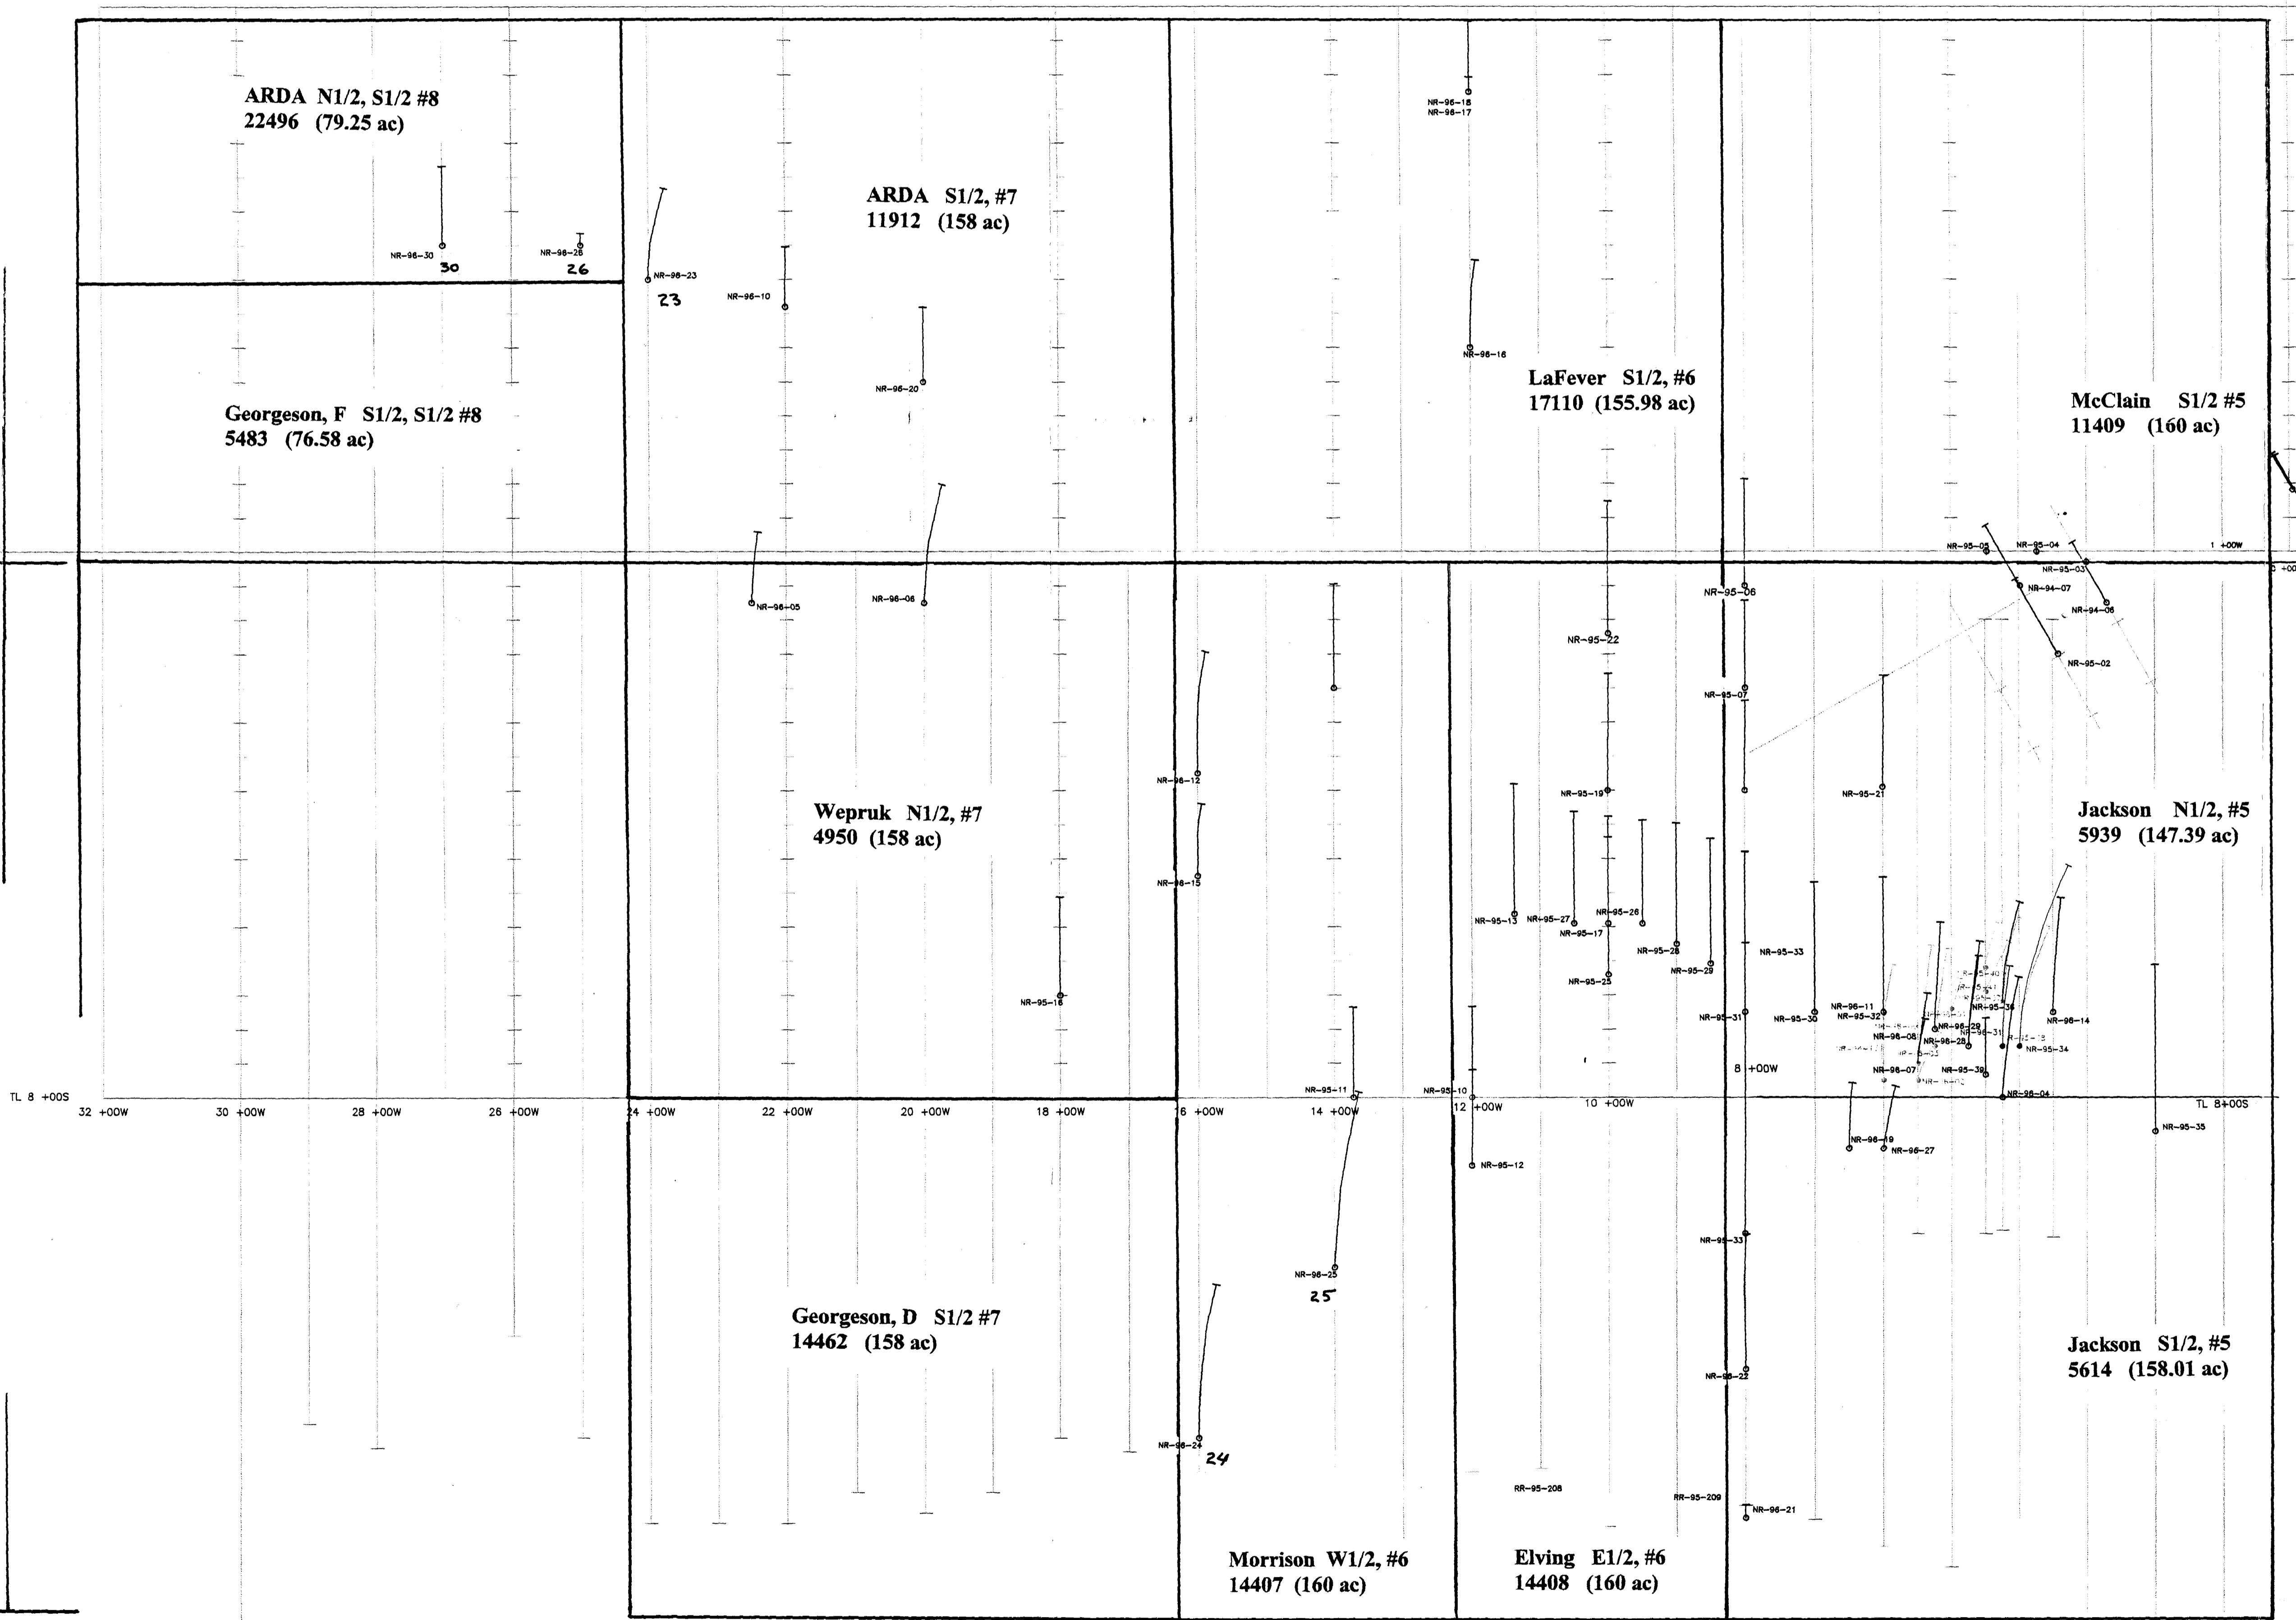 ARDA N1/2, S1/2 #8
22496 (79.25 ac)
NR-96-18
NR-96-17
ARDA S1/2, #7
11912 (158 ac)
NR-96-30
30
NR-96-26
26
NR-96-23
23
NR-96-10
NR-96-20
NR-96-16
LaFever S1/2, #6
17110 (155.98 ac)
McClain S1/2 #5
11409 (160 ac)
Georgeson, F S1/2, S1/2 #8
5483 (76.58 ac)
NR-95-05
NR-95-04
1 +00W
NR-95-03
NR-94-07
NR-95-06
NR-94-06
NR-96-05
NR-96-06
NR-95-22
NR-95-02
NR-95-07
NR-96-12
NR-95-19
NR-95-21
Wepruk N1/2, #7
4950 (158 ac)
Jackson N1/2, #5
5939 (147.39 ac)
NR-96-15
NR-95-13
NR-95-27
NR-95-26
NR-95-17
NR-95-28
NR-95-33
NR-95-29
NR-95-25
NR-95-16
NR-95-31
NR-95-30
NR-96-11
NR-95-32
NR-95-36
NR-96-14
NR-96-29
NR-96-31
NR-96-08
NR-96-28
NR-95-34
8 +00W
NR-96-07
NR-95-39
NR-95-11
NR-95-10
NR-96-04
TL 8 +00S
32 +00W
30 +00W
28 +00W
26 +00W
24 +00W
22 +00W
20 +00W
18 +00W
16 +00W
14 +00W
12 +00W
10 +00W
TL 8+00S
NR-95-35
NR-96-19
NR-96-27
NR-95-12
NR-95-33
NR-96-25
25
Georgeson, D S1/2 #7
14462 (158 ac)
Jackson S1/2, #5
5614 (158.01 ac)
NR-96-22
NR-96-24
24
RR-95-208
RR-95-209
NR-96-21
Morrison W1/2, #6
14407 (160 ac)
Elving E1/2, #6
14408 (160 ac)